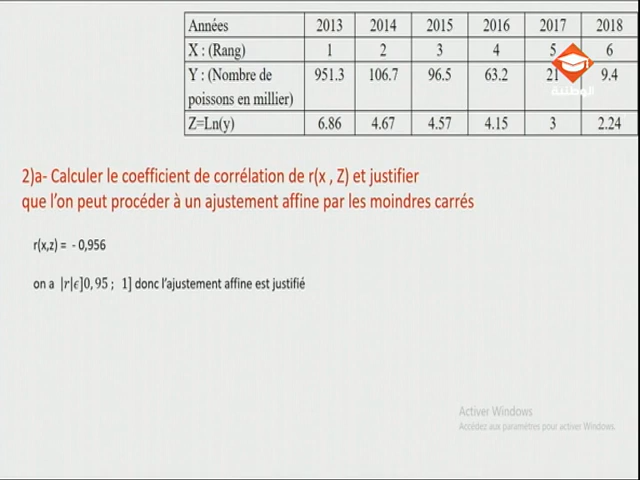 Années 2013 2014 2015 2016 2017 2018
X : (Rang) 1 2 3 4 5 6
Y : (Nombre de 951.3 106.7 96.5 63.2 21 9.4
poissons en millier)
Z=Ln(y) 6.86 4.67 4.57 4.15 3 2.24
الوطنية
2)a- Calculer le coefficient de corrélation de r(x , Z) et justifier
que l'on peut procéder à un ajustement affine par les moindres carrés
r(x,z) = - 0,956
on a |r|ϵ]0, 95 ; 1] donc l'ajustement affine est justifié
Activer Windows
Accédez aux paramètres pour activer Windows.